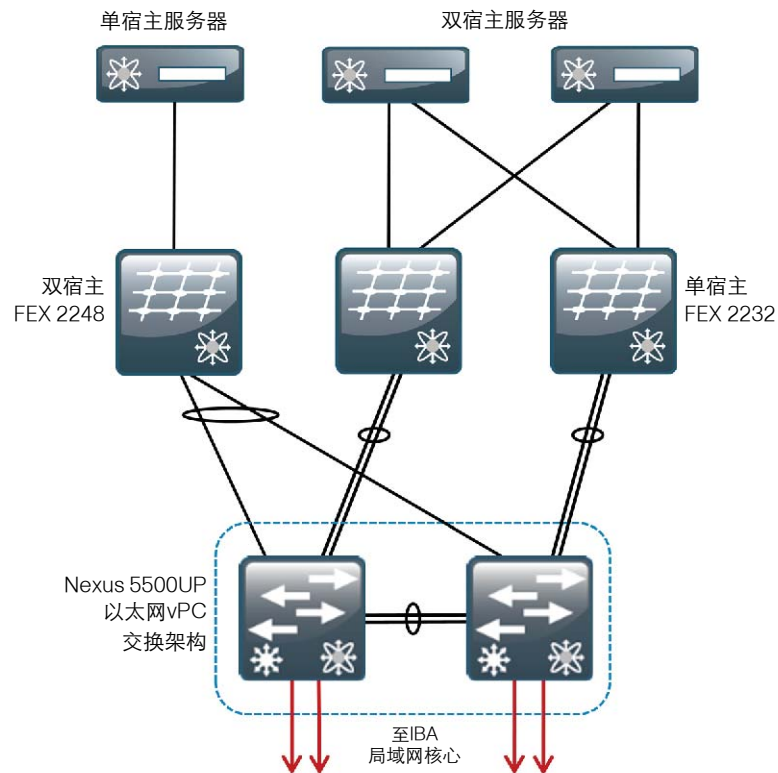 单宿主服务器
双宿主服务器
双宿主
FEX 2248
单宿主
FEX 2232
Nexus 5500UP
以太网vPC
交换架构
至IBA
局域网核心